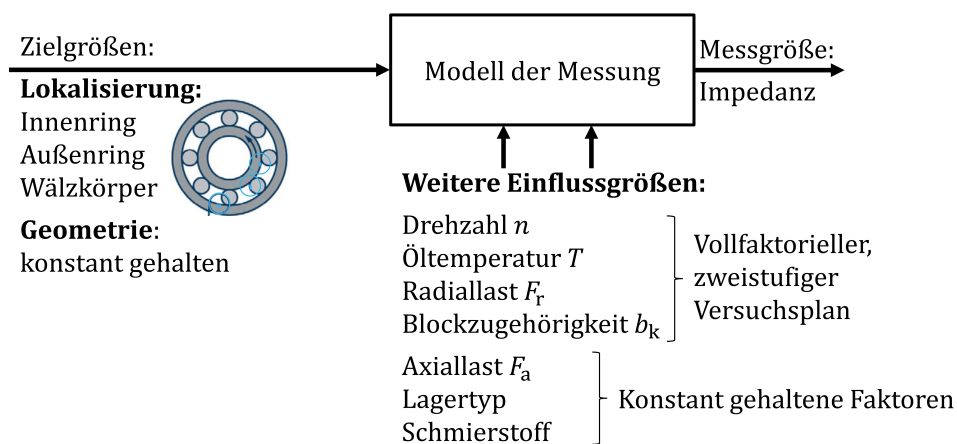 Zielgrößen:
Lokalisierung:
Innenring
Außenring
Wälzkörper
Geometrie:
konstant gehalten
Modell der Messung
Messgröße:
Impedanz
Weitere Einflussgrößen:
Drehzahl n
Öltemperatur T
Radiallast Fr
Blockzugehörigkeit bk
Vollfaktorieller,
zweistufiger
Versuchsplan
Axiallast Fa
Lagertyp
Schmierstoff
Konstant gehaltene Faktoren